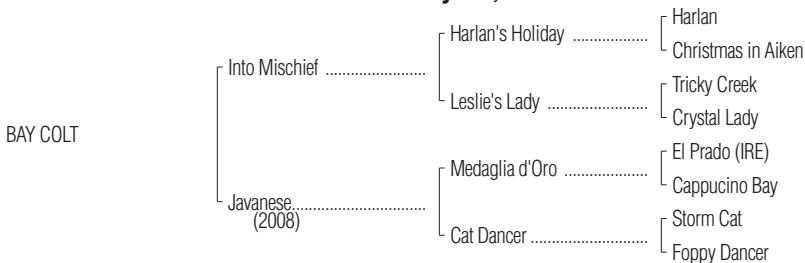 Harlan
Harlan's Holiday ..................
Christmas in Aiken
Into Mischief ........................
Tricky Creek
Leslie's Lady ........................
Crystal Lady
BAY COLT
El Prado (IRE)
Medaglia d'Oro ....................
Cappucino Bay
Javanese................................
(2008)
Storm Cat
Cat Dancer ............................
Foppy Dancer